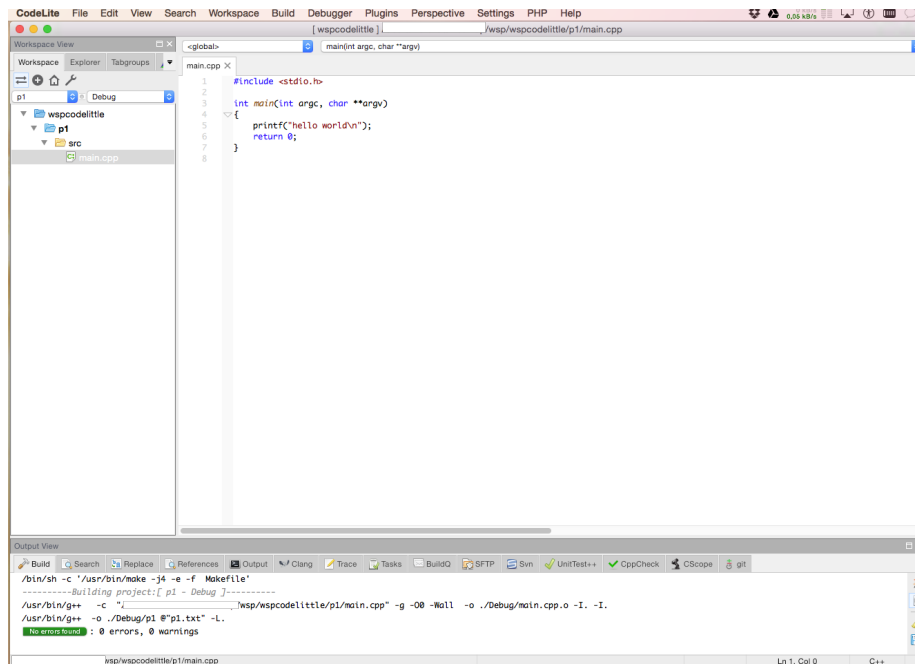 CodeLite File Edit View Search Workspace Build Debugger Plugins Perspective Settings PHP Help
[ wspcodelittle ] /wsp/wspcodelittle/p1/main.cpp
Workspace View
<global> main(int argc, char **argv)
Workspace Explorer Tabgroups
main.cpp
p1 Debug
wspcodelittle
p1
src
main.cpp
1 #include <stdio.h>
2
3 int main(int argc, char **argv)
4 {
5 printf("hello world\n");
6 return 0;
7 }
8
Output View
Build Search Replace References Output Clang Trace Tasks BuildQ SFTP Svn UnitTest++ CppCheck CScope git
/bin/sh -c '/usr/bin/make -j4 -e -f Makefile'
----------Building project:[ p1 - Debug ]----------
/usr/bin/g++ -c "/ wsp/wspcodelittle/p1/main.cpp" -g -O0 -Wall -o ./Debug/main.cpp.o -I. -I.
/usr/bin/g++ -o ./Debug/p1 @"p1.txt" -L.
No errors found : 0 errors, 0 warnings
wsp/wspcodelittle/p1/main.cpp Ln 1, Col 0 C++